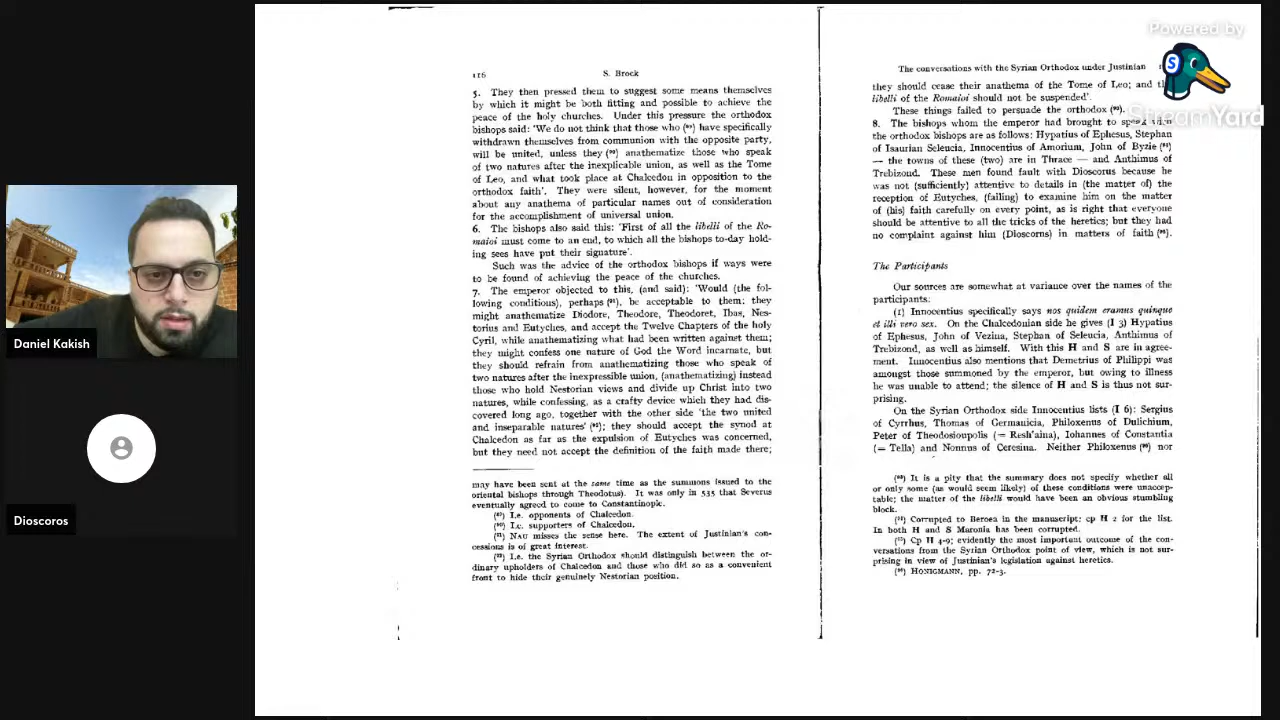 Powered by
StreamYard
Daniel Kakish
Dioscoros
116
S. Brock
5. They then pressed them to suggest some means themselves
by which it might be both fitting and possible to achieve the
peace of the holy churches. Under this pressure the orthodox
bishops said: 'We do not think that those who (⁸⁹) have specifically
withdrawn themselves from communion with the opposite party,
will be united, unless they (⁹⁰) anathematize those who speak
of two natures after the inexplicable union, as well as the Tome
of Leo, and what took place at Chalcedon in opposition to the
orthodox faith'. They were silent, however, for the moment
about any anathema of particular names out of consideration
for the accomplishment of universal union.
6. The bishops also said this: 'First of all the libelli of the Ro-
maioi must come to an end, to which all the bishops to-day hold-
ing sees have put their signature'.
Such was the advice of the orthodox bishops if ways were
to be found of achieving the peace of the churches.
7. The emperor objected to this, (and said): 'Would (the fol-
lowing conditions), perhaps (⁹¹), be acceptable to them: they
might anathematize Diodore, Theodore, Theodoret, Ibas, Nes-
torius and Eutyches, and accept the Twelve Chapters of the holy
Cyril, while anathematizing what had been written against them;
they might confess one nature of God the Word incarnate, but
they should refrain from anathematizing those who speak of
two natures after the inexpressible union, (anathematizing) instead
those who hold Nestorian views and divide up Christ into two
natures, while confessing, as a crafty device which they had dis-
covered long ago, together with the other side 'the two united
and inseparable natures' (⁹²); they should accept the synod at
Chalcedon as far as the expulsion of Eutyches was concerned,
but they need not accept the definition of the faith made there;
may have been sent at the same time as the summons issued to the
oriental bishops through Theodotus). It was only in 535 that Severus
eventually agreed to come to Constantinople.
I.e. opponents of Chalcedon.
I.e. supporters of Chalcedon.
(⁹¹) NAU misses the sense here. The extent of Justinian's con-
cessions is of great interest.
(⁹²) I.e. the Syrian Orthodox should distinguish between the or-
dinary upholders of Chalcedon and those who did so as a convenient
front to hide their genuinely Nestorian position.
The conversations with the Syrian Orthodox under Justinian
they should cease their anathema of the Tome of Leo; and
libelli of the Romaioi should not be suspended'.
These things failed to persuade the orthodox (⁹³).
8. The bishops whom the emperor had brought to
the orthodox bishops are as follows: Hypatius of Ephesus, Stephan
of Isaurian Seleucia, Innocentius of Amorium, John of Byzie (⁹⁴)
— the towns of these (two) are in Thrace — and Anthimus of
Trebizond. These men found fault with Dioscorus because he
was not (sufficiently) attentive to details in (the matter of) the
reception of Eutyches, (failing) to examine him on the matter
of (his) faith carefully on every point, as is right that everyone
should be attentive to all the tricks of the heretics; but they had
no complaint against him (Dioscorus) in matters of faith (⁹⁵).
The Participants
Our sources are somewhat at variance over the names of the
participants:
(1) Innocentius specifically says nos quidem eramus quinque
et illi vero sex. On the Chalcedonian side he gives (I 3) Hypatius
of Ephesus, John of Vezina, Stephan of Seleucia, Anthimus of
Trebizond, as well as himself. With this H and S are in agree-
ment. Innocentius also mentions that Demetrius of Philippi was
amongst those summoned by the emperor, but owing to illness
he was unable to attend; the silence of H and S is thus not sur-
prising.
On the Syrian Orthodox side Innocentius lists (I 6): Sergius
of Cyrrhus, Thomas of Germanicia, Philoxenus of Dulichium,
Peter of Theodosioupolis (= Resh'aina), Iohannes of Constantia
(= Tella) and Nonnus of Ceresina. Neither Philoxenus (⁹⁶) nor
(⁹³) It is a pity that the summary does not specify whether all
or only some (as would seem likely) of these conditions were unaccep-
table; the matter of the libelli would have been an obvious stumbling
block.
(⁹⁴) Corrupted to Beroea in the manuscript; cp H 2 for the list.
In both H and S Maronia has been corrupted.
(⁹⁵) Cp H 4-9; evidently the most important outcome of the con-
versations from the Syrian Orthodox point of view, which is not sur-
prising in view of Justinian's legislation against heretics.
(⁹⁶) HONIGMANN, pp. 72-3.